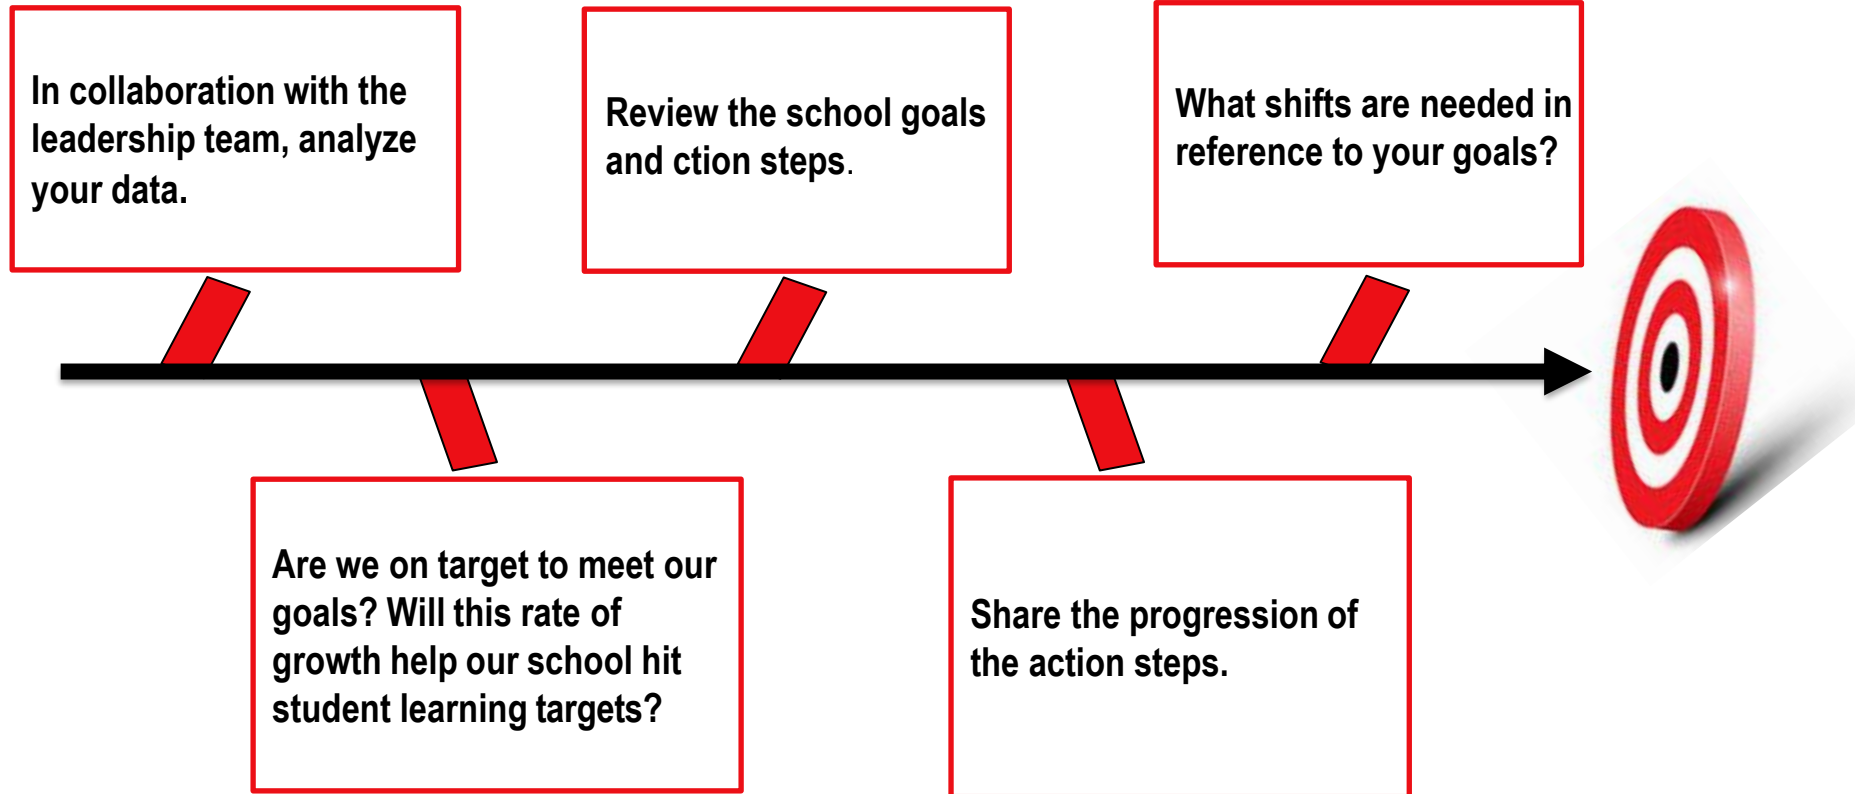 In collaboration with the
leadership team, analyze
your data.
Are we on target to meet our
goals? Will this rate of
growth help our school hit
student learning targets?
Review the school goals
and ction steps.
Share the progression of
the action steps.
What shifts are needed in
reference to your goals?